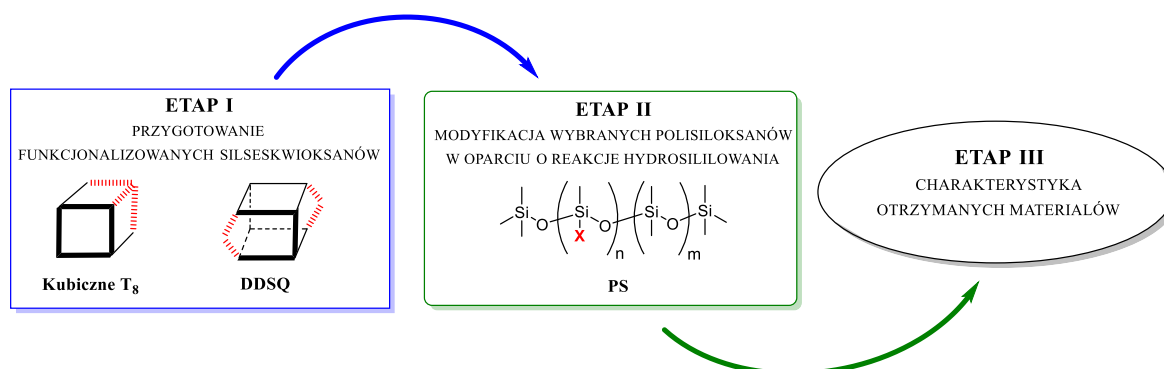 ETAP I
PRZYGOTOWANIE
FUNKCJONALIZOWANYCH SILSESKWIOKSANÓW
Kubiczne T8
DDSQ
ETAP II
MODYFIKACJA WYBRANYCH POLISILOKSANÓW
W OPARCIU O REAKCJE HYDROSILILOWANIA
Si O Si O Si O Si
X
n m
PS
ETAP III
CHARAKTERYSTYKA
OTRZYMANYCH MATERIALÓW